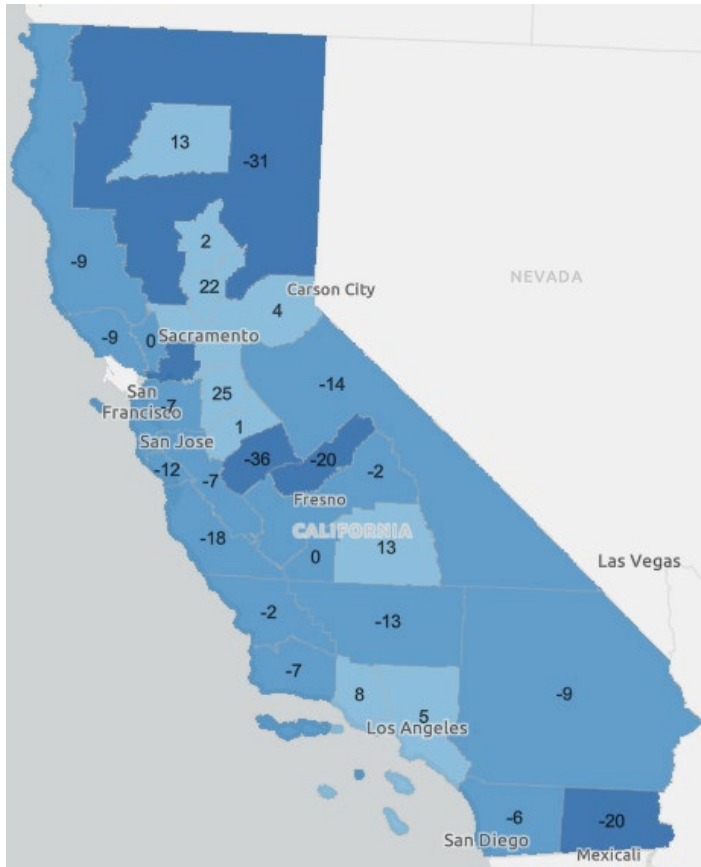 13
-31
2
-9
22
Carson City
NEVADA
4
-9
0
Sacramento
-14
San
Francisco
-7
25
1
San Jose
-12
-7
-36
-20
-2
Fresno
CALIFORNIA
-18
0
13
Las Vegas
-2
-13
-7
8
5
-9
Los Angeles
-6
-20
San Diego
Mexicali